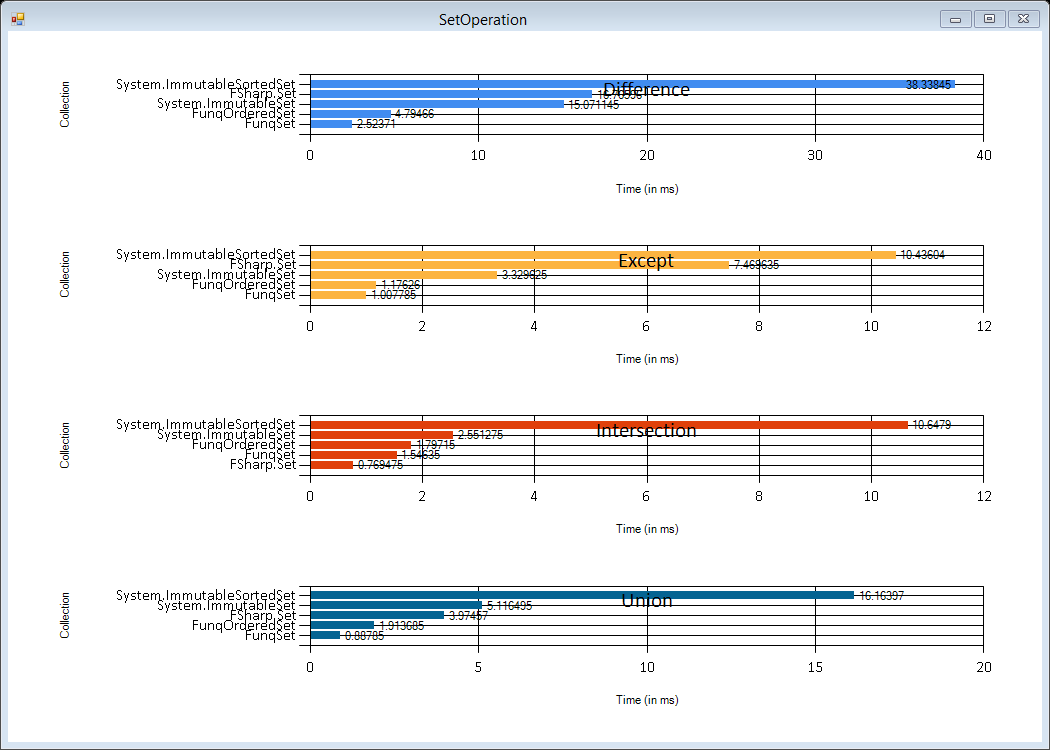 SetOperation
Difference
Collection
System.ImmutableSortedSet 38.33845
FSharp.Set
System.ImmutableSet 15.071145
FunqOrderedSet 4.79466
FunqSet 2.52371
0 10 20 30 40
Time (in ms)
Except
Collection
System.ImmutableSortedSet 10.43604
FSharp.Set 7.469635
System.ImmutableSet 3.329625
FunqOrderedSet 1.17626
FunqSet 1.007785
0 2 4 6 8 10 12
Time (in ms)
Intersection
Collection
System.ImmutableSortedSet 10.6479
System.ImmutableSet 2.551275
FunqOrderedSet 1.79715
FunqSet 1.54635
FSharp.Set 0.769475
0 2 4 6 8 10 12
Time (in ms)
Union
Collection
System.ImmutableSortedSet 16.16397
System.ImmutableSet 5.116495
FSharp.Set 3.97457
FunqOrderedSet 1.913685
FunqSet 0.88785
0 5 10 15 20
Time (in ms)